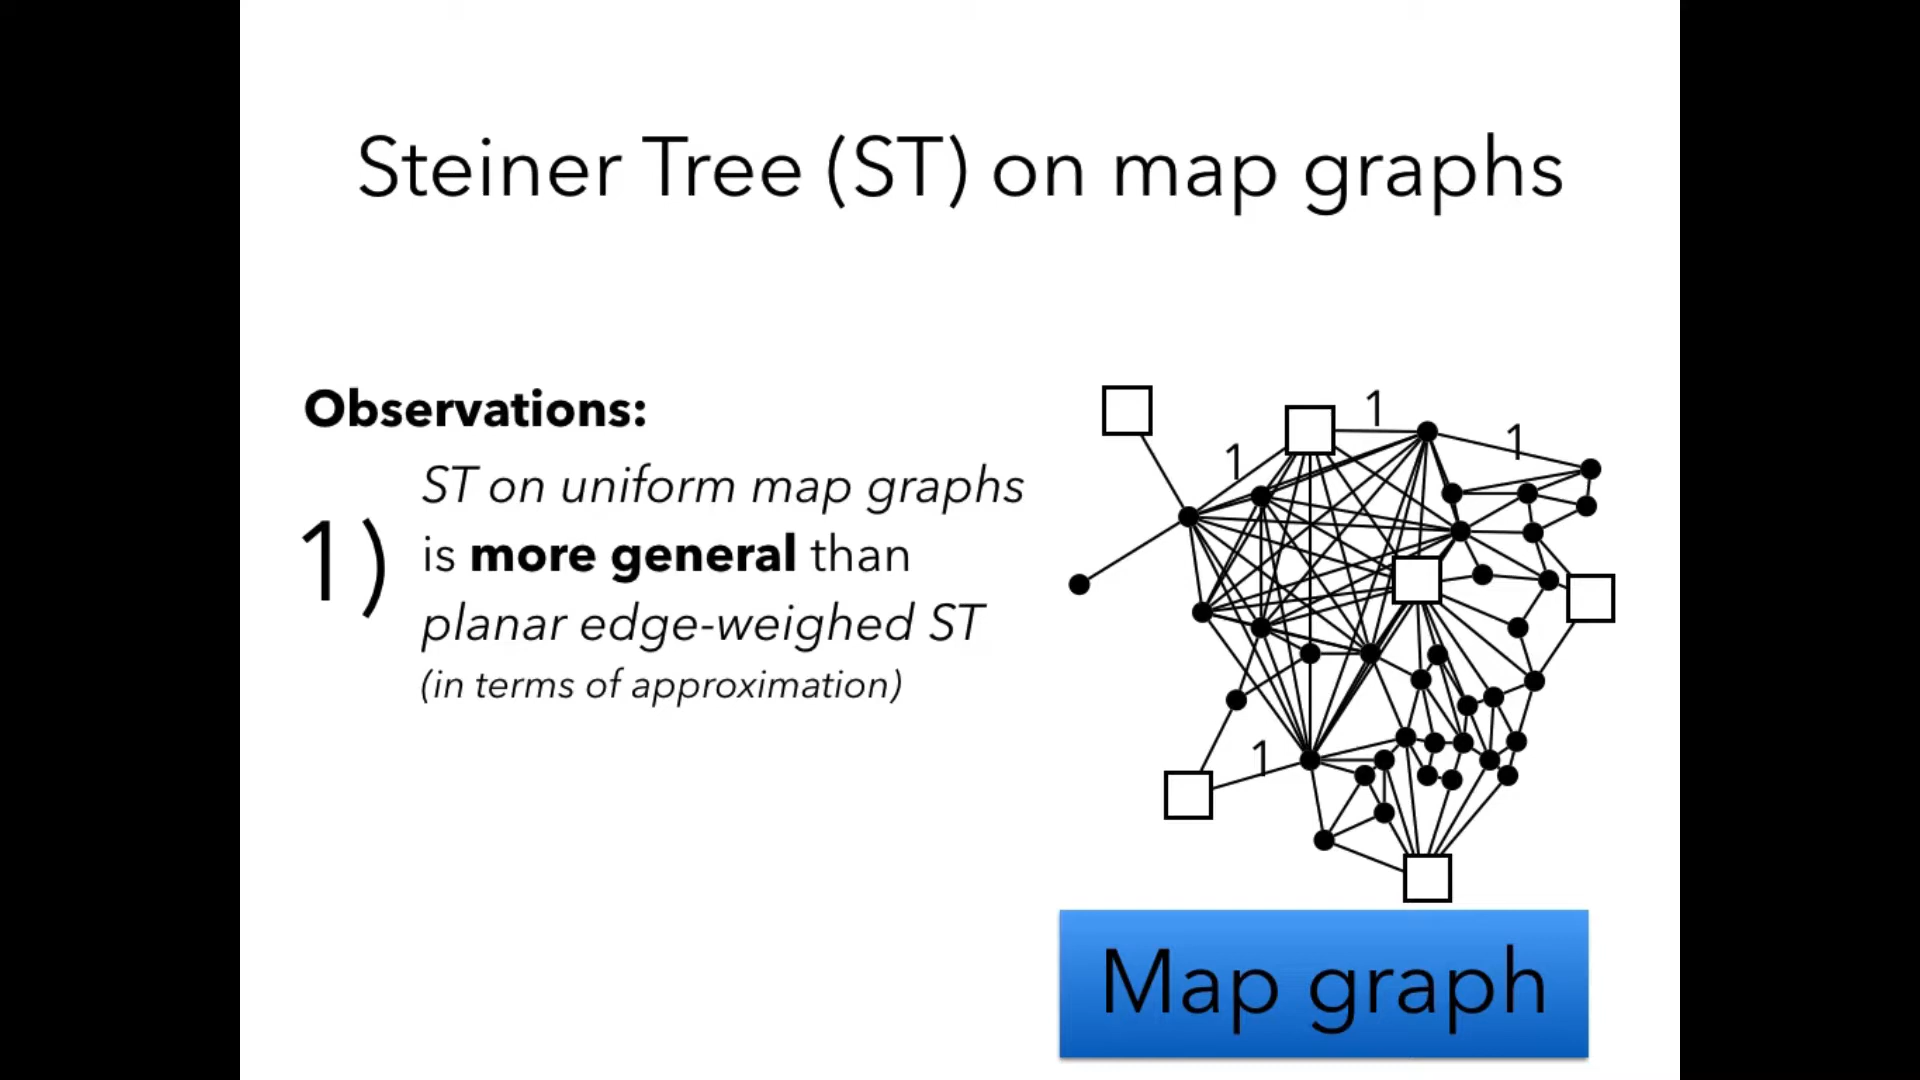 Steiner Tree (ST) on map graphs
Observations:
1)
ST on uniform map graphs
is more general than
planar edge-weighed ST
(in terms of approximation)
1
1
1
1
Map graph